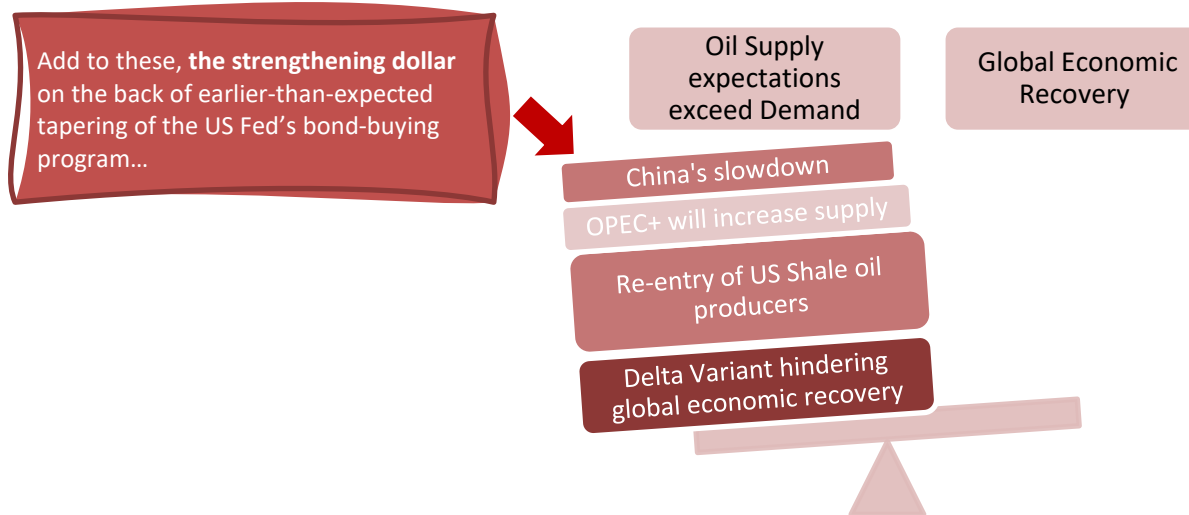 Add to these, the strengthening dollar
on the back of earlier-than-expected
tapering of the US Fed's bond-buying
program…
Oil Supply
expectations
exceed Demand
Global Economic
Recovery
China's slowdown
OPEC+ will increase supply
Re-entry of US Shale oil
producers
Delta Variant hindering
global economic recovery